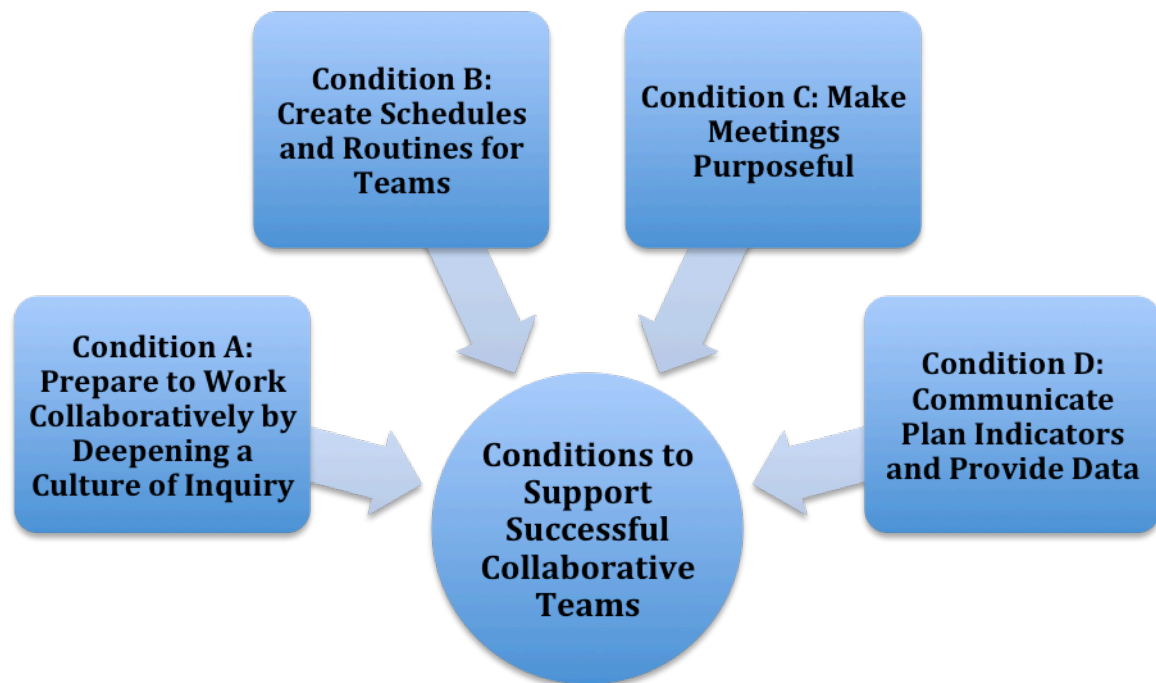 Condition B:
Create Schedules
and Routines for
Teams
Condition C: Make
Meetings
Purposeful
Condition A:
Prepare to Work
Collaboratively by
Deepening a
Culture of Inquiry
Condition D:
Communicate
Plan Indicators
and Provide Data
Conditions to
Support
Successful
Collaborative
Teams